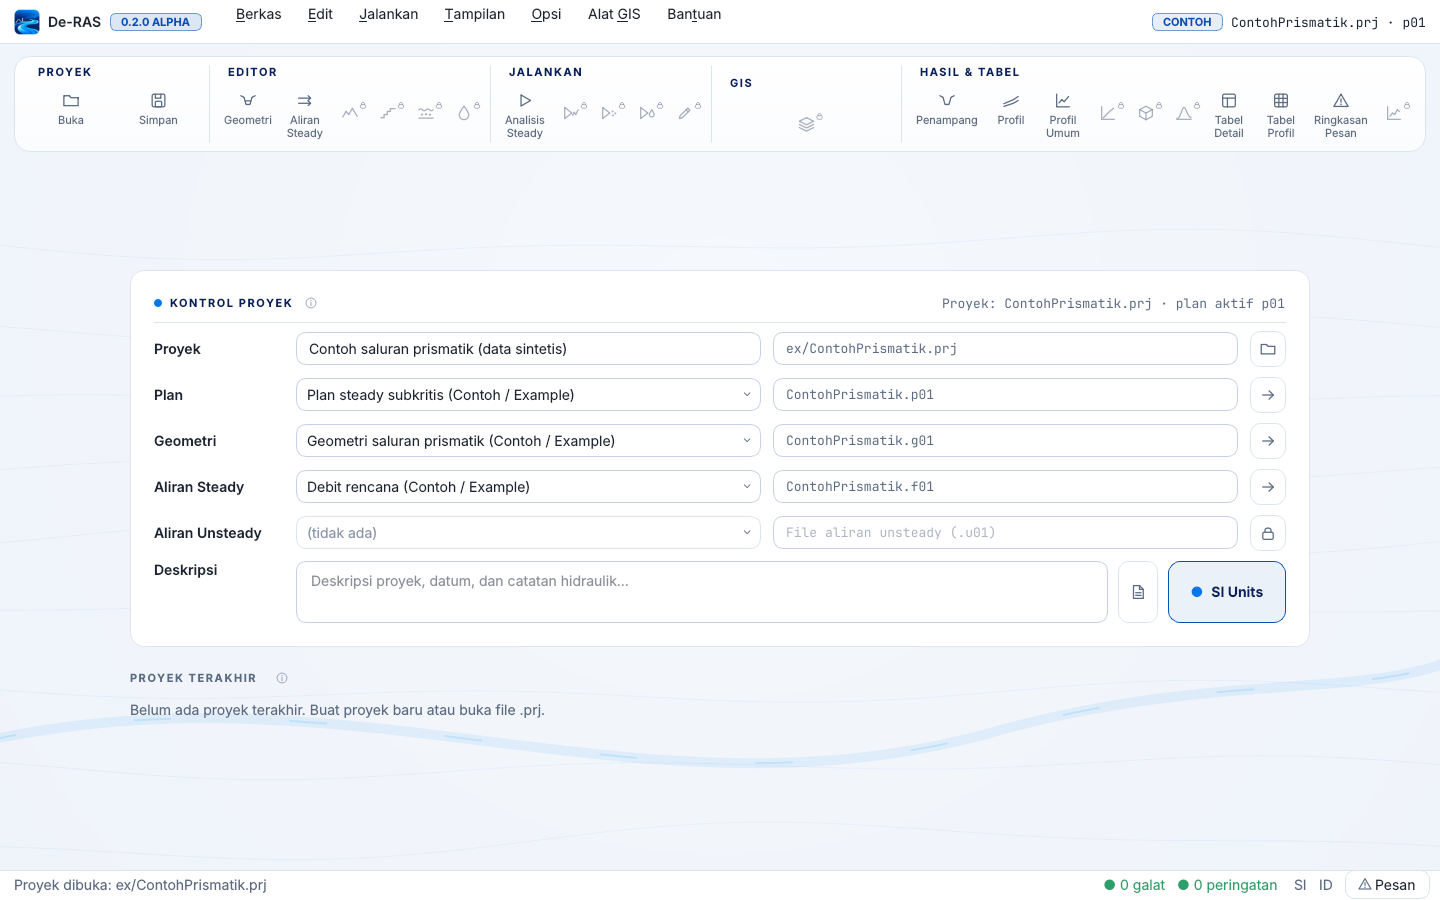 De-RAS 0.2.0 ALPHA Berkas Edit Jalankan Tampilan Opsi Alat GIS Bantuan CONTOH ContohPrismatik.prj · p01
PROYEK
Buka Simpan
EDITOR
Geometri Aliran Steady
JALANKAN
Analisis Steady
GIS
HASIL & TABEL
Penampang Profil Profil Umum Tabel Detail Tabel Profil Ringkasan Pesan
KONTROL PROYEK Proyek: ContohPrismatik.prj · plan aktif p01
Proyek Contoh saluran prismatik (data sintetis) ex/ContohPrismatik.prj
Plan Plan steady subkritis (Contoh / Example) ContohPrismatik.p01
Geometri Geometri saluran prismatik (Contoh / Example) ContohPrismatik.g01
Aliran Steady Debit rencana (Contoh / Example) ContohPrismatik.f01
Aliran Unsteady (tidak ada) File aliran unsteady (.u01)
Deskripsi Deskripsi proyek, datum, dan catatan hidraulik... SI Units
PROYEK TERAKHIR
Belum ada proyek terakhir. Buat proyek baru atau buka file .prj.
Proyek dibuka: ex/ContohPrismatik.prj 0 galat 0 peringatan SI ID Pesan